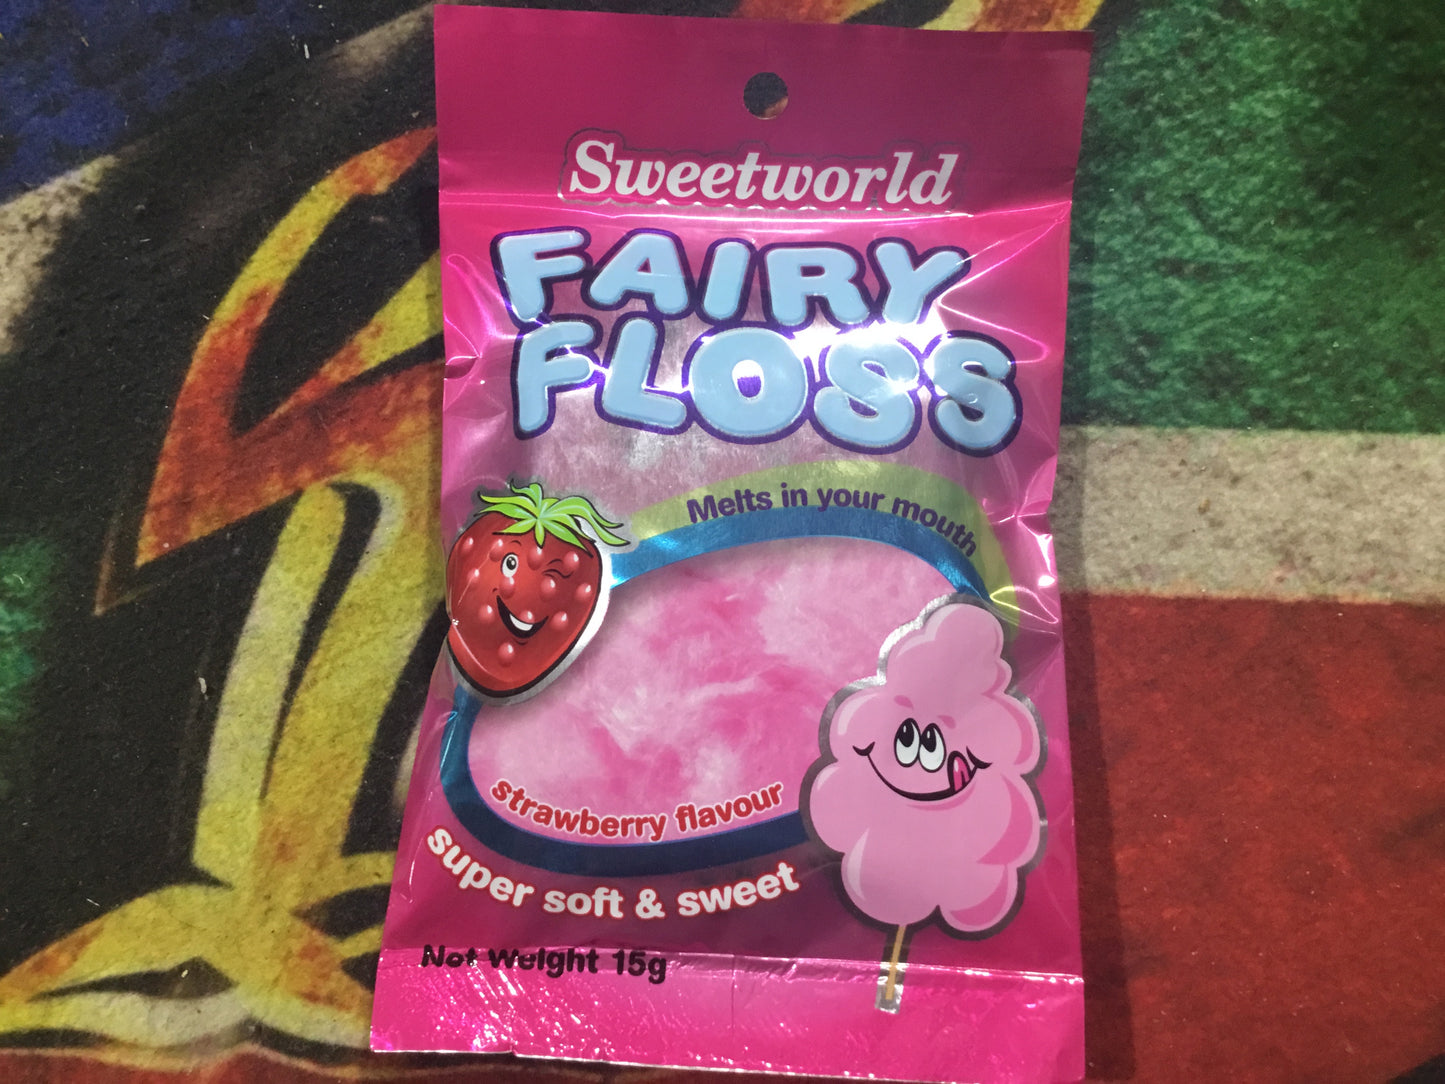 Sweetworld
FAIRY
FLOSS
Melts in your mouth
strawberry flavour
super soft & sweet
Net Weight 15g